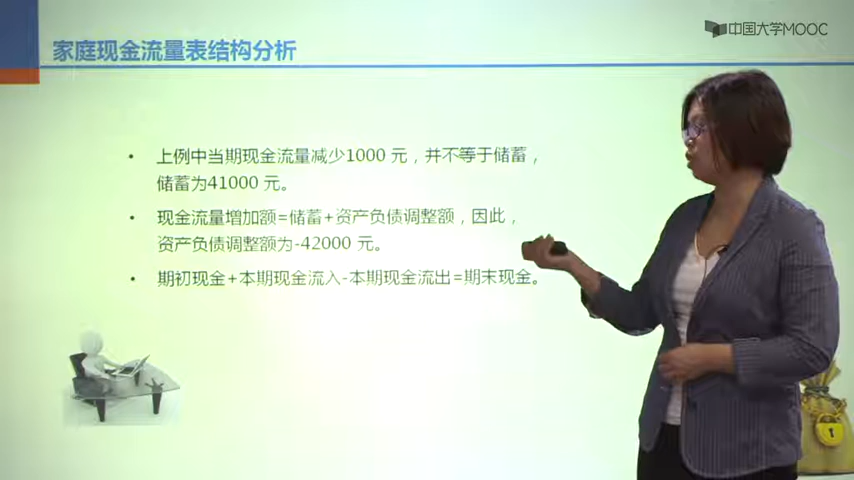 中国大学MOOC
家庭现金流量表结构分析
• 上例中当期现金流量减少1000 元，并不等于储蓄，
储蓄为41000 元。
• 现金流量增加额=储蓄+资产负债调整额，因此，
资产负债调整额为-42000 元。
• 期初现金+本期现金流入-本期现金流出=期末现金。